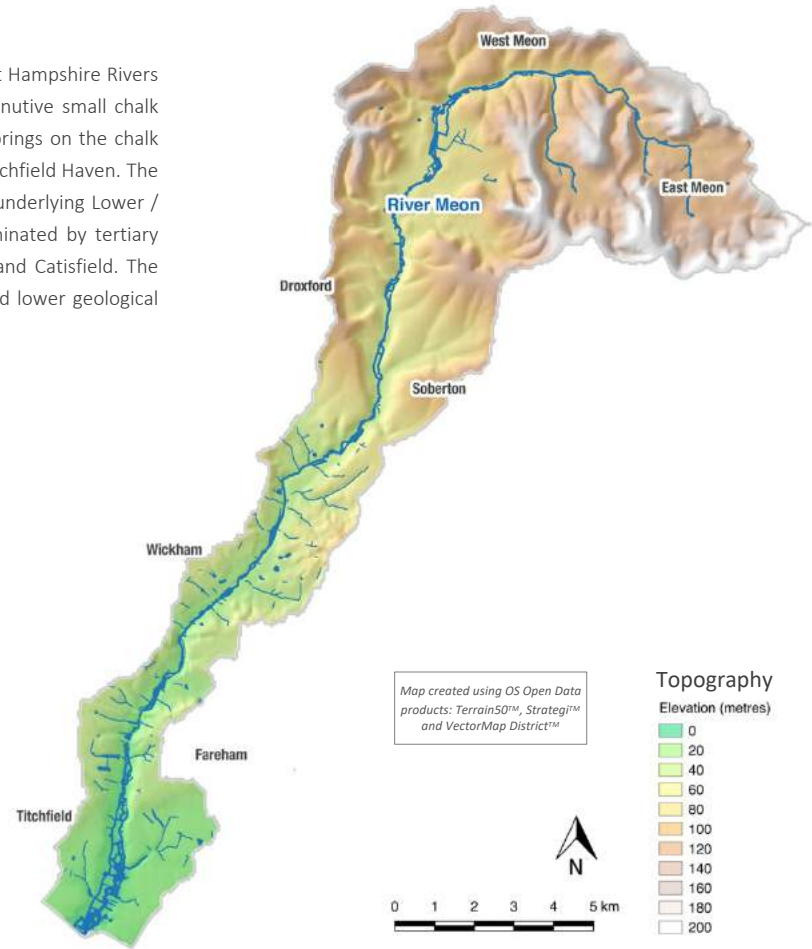 t Hampshire Rivers
nutive small chalk
prings on the chalk
chfield Haven. The
underlying Lower /
ninated by tertiary
and Catisfield. The
d lower geological
West Meon
East Meon
River Meon
Droxford
Soberton
Wickham
Fareham
Titchfield
Map created using OS Open Data
products: Terrain50™, Strategi™
and VectorMap District™
N
0 1 2 3 4 5 km
Topography
Elevation (metres)
0
20
40
60
80
100
120
140
160
180
200